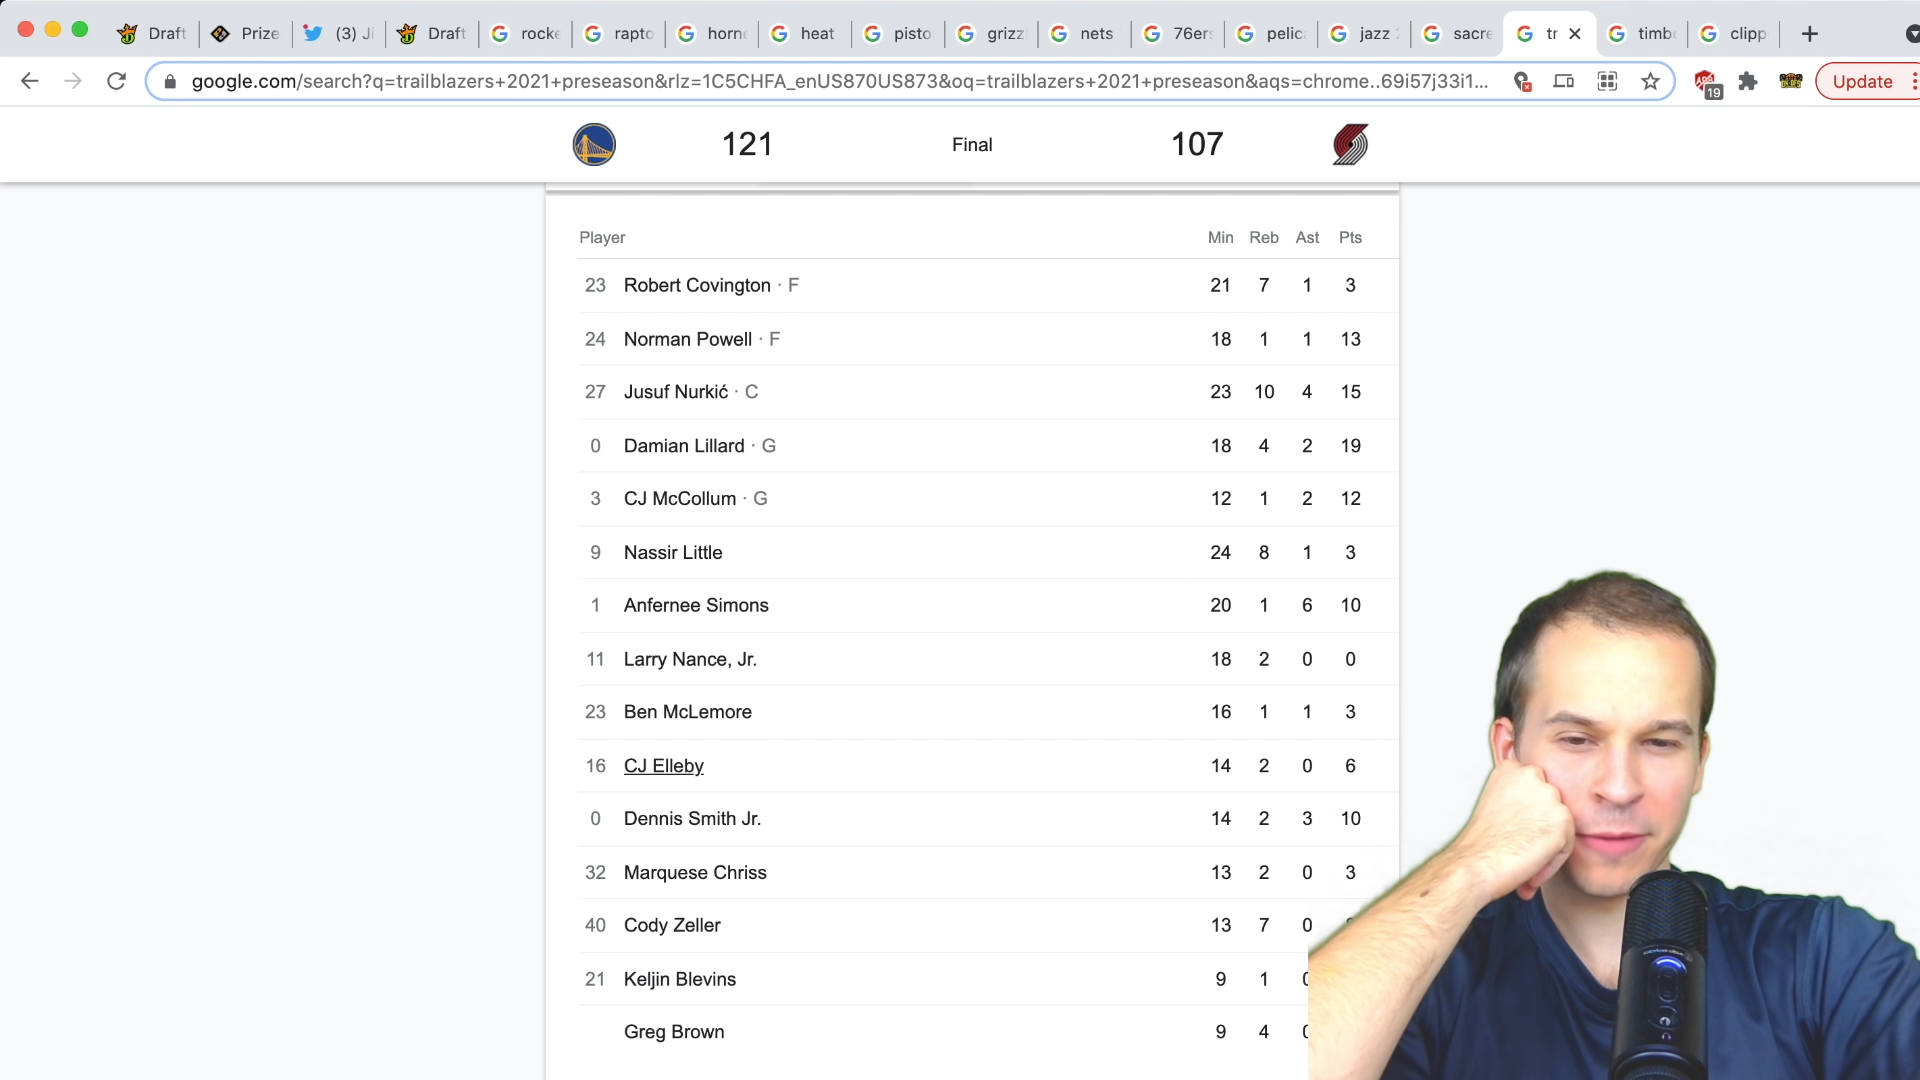 Draft
Prize
(3) Ji
Draft
rocke
rapto
horne
heat
pisto
grizz
nets
76ers
pelica
jazz 2
sacre
tr
timbe
clipp
google.com/search?q=trailblazers+2021+preseason&rlz=1C5CHFA_enUS870US873&oq=trailblazers+2021+preseason&aqs=chrome..69i57j33i1...
19
Update
121 Final 107
Player Min Reb Ast Pts
23 Robert Covington · F 21 7 1 3
24 Norman Powell · F 18 1 1 13
27 Jusuf Nurkić · C 23 10 4 15
0 Damian Lillard · G 18 4 2 19
3 CJ McCollum · G 12 1 2 12
9 Nassir Little 24 8 1 3
1 Anfernee Simons 20 1 6 10
11 Larry Nance, Jr. 18 2 0 0
23 Ben McLemore 16 1 1 3
16 CJ Elleby 14 2 0 6
0 Dennis Smith Jr. 14 2 3 10
32 Marquese Chriss 13 2 0 3
40 Cody Zeller 13 7 0
21 Keljin Blevins 9 1
Greg Brown 9 4